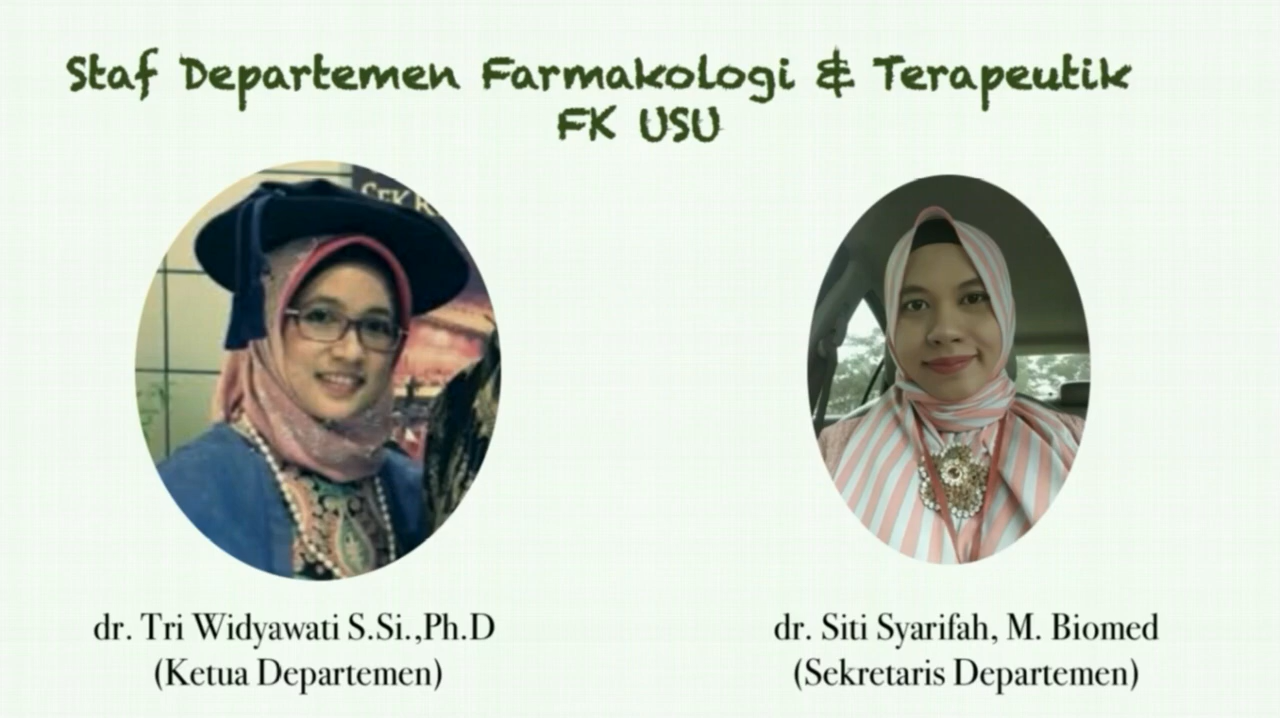 Staf Departemen Farmakologi & Terapeutik
FK USU
dr. Tri Widyawati S.Si.,Ph.D
(Ketua Departemen)
dr. Siti Syarifah, M. Biomed
(Sekretaris Departemen)